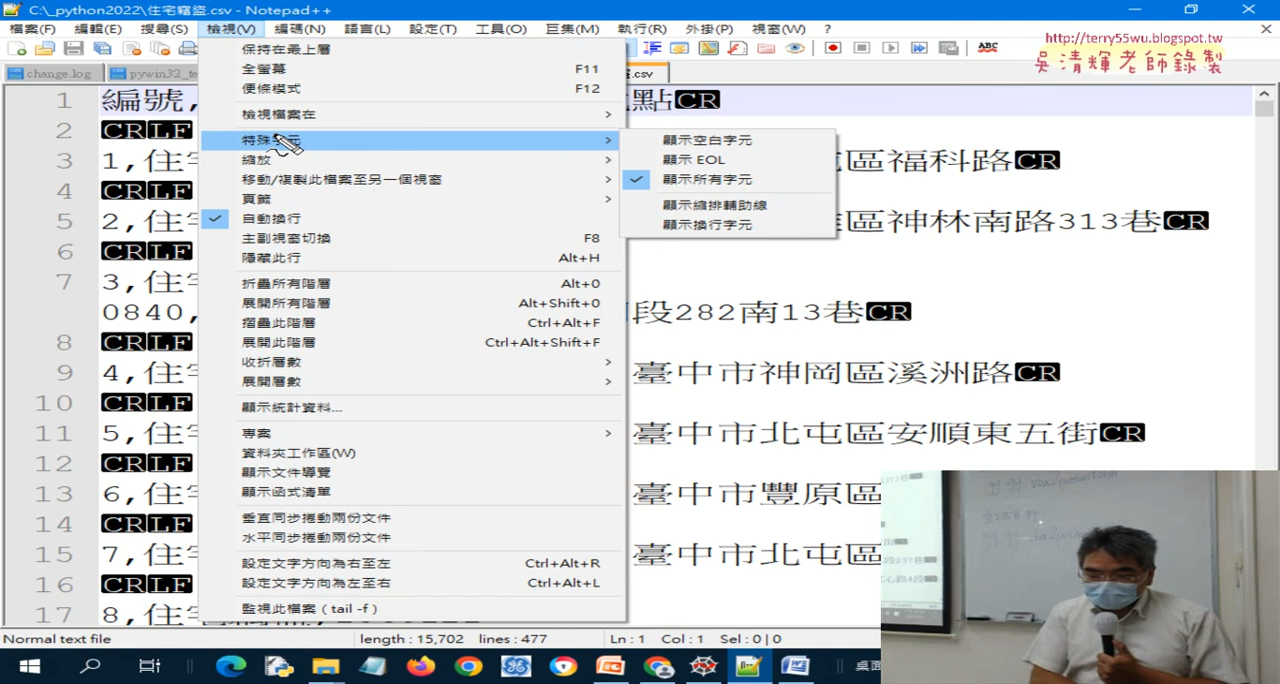 C:\_python2022\住宅竊盜.csv - Notepad++
檔案(F) 編輯(E) 搜尋(S) 檢視(V) 編碼(N) 語言(L) 設定(T) 工具(O) 巨集(M) 執行(R) 外掛(P) 視窗(W) ?
http://terry55wu.blogspot.tw
吳清輝老師錄製
change.log pywin32_te .csv
保持在最上層
全螢幕 F11
便條模式 F12
檢視檔案在
特殊字元
縮放
移動/複製此檔案至另一個視窗
頁籤
自動換行
主副視窗切換 F8
隱藏此行 Alt+H
折疊所有階層 Alt+0
展開所有階層 Alt+Shift+0
摺疊此階層 Ctrl+Alt+F
展開此階層 Ctrl+Alt+Shift+F
收折層數
展開層數
顯示統計資料...
專案
資料夾工作區(W)
顯示文件導覽
顯示函式清單
垂直同步捲動兩份文件
水平同步捲動兩份文件
設定文字方向為右至左 Ctrl+Alt+R
設定文字方向為左至右 Ctrl+Alt+L
監視此檔案 ( tail -f )
顯示空白字元
顯示 EOL
顯示所有字元
顯示縮排輔助線
顯示換行字元
1 編號, 點CR
2 CRLF
3 1,住宅 區福科路CR
4 CRLF
5 2,住宅 區神林南路313巷CR
6 CRLF
7 3,住宅
0840, 段282南13巷CR
8 CRLF
9 4,住宅 臺中市神岡區溪洲路CR
10 CRLF
11 5,住宅 臺中市北屯區安順東五街CR
12 CRLF
13 6,住宅 臺中市豐原區
14 CRLF
15 7,住宅 臺中市北屯區
16 CRLF
17 8,住
Normal text file length : 15,702 lines : 477 Ln : 1 Col : 1 Sel : 0 | 0
桌面